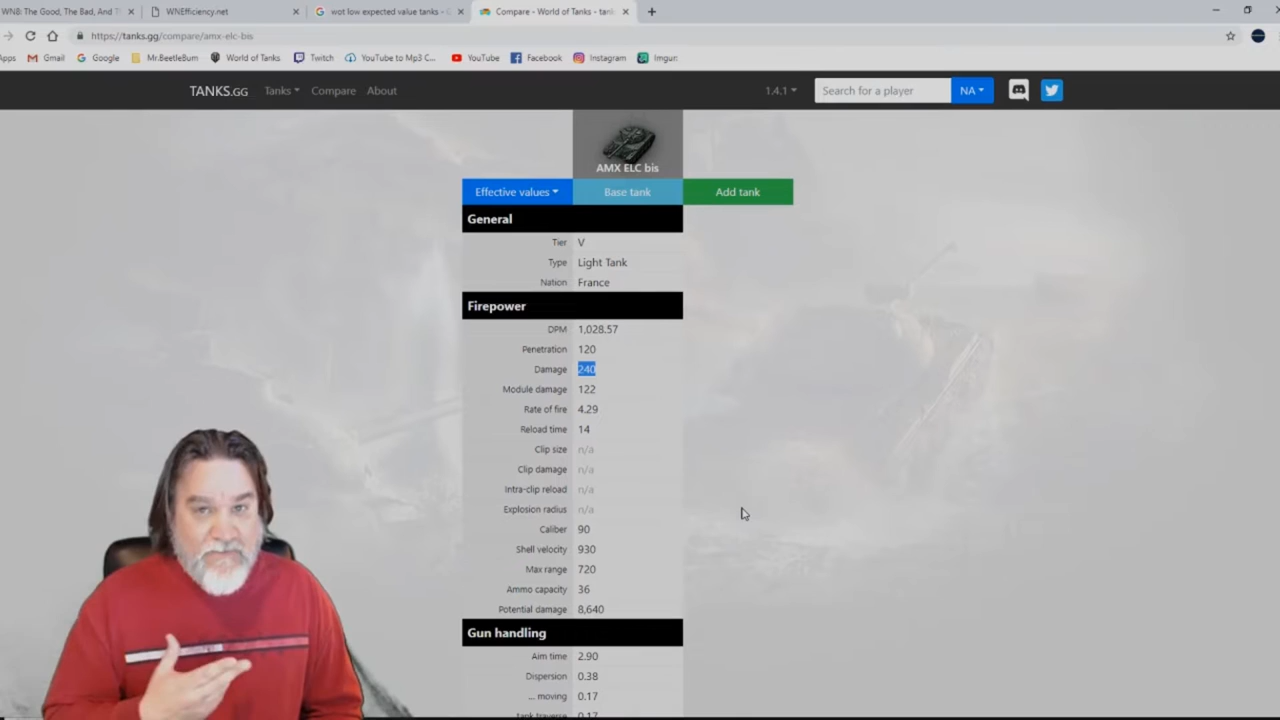 WN8: The Good, The Bad, And T
WNEfficiency.net
wot low expected value tanks -
Compare - World of Tanks - tank
https://tanks.gg/compare/amx-elc-bis
Apps Gmail Google Mr.BeetleBurn World of Tanks Twitch YouTube to Mp3 C... YouTube Facebook Instagram Imgur:
TANKS.GG Tanks Compare About 1.4.1 Search for a player NA
AMX ELC bis
Effective values Base tank Add tank
General
Tier V
Type Light Tank
Nation France
Firepower
DPM 1,028.57
Penetration 120
Damage 240
Module damage 122
Rate of fire 4.29
Reload time 14
Clip size n/a
Clip damage n/a
Intra-clip reload n/a
Explosion radius n/a
Caliber 90
Shell velocity 930
Max range 720
Ammo capacity 36
Potential damage 8,640
Gun handling
Aim time 2.90
Dispersion 0.38
... moving 0.17
tank traverse 0.17